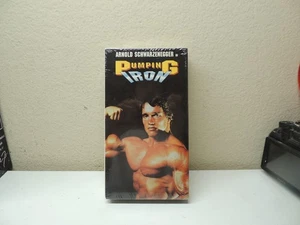 ARNOLD SCHWARZENEGGER
PUMPING
IRON